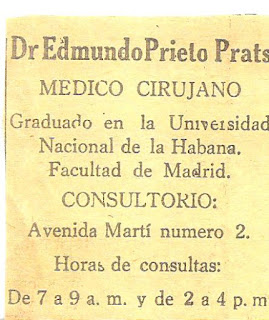 Dr Edmundo Prieto Prats
MEDICO CIRUJANO
Graduado en la Universidad
Nacional de la Habana.
Facultad de Madrid.
CONSULTORIO:
Avenida Martí numero 2.
Horas de consultas:
De 7 a 9 a. m. y de 2 a 4 p. m